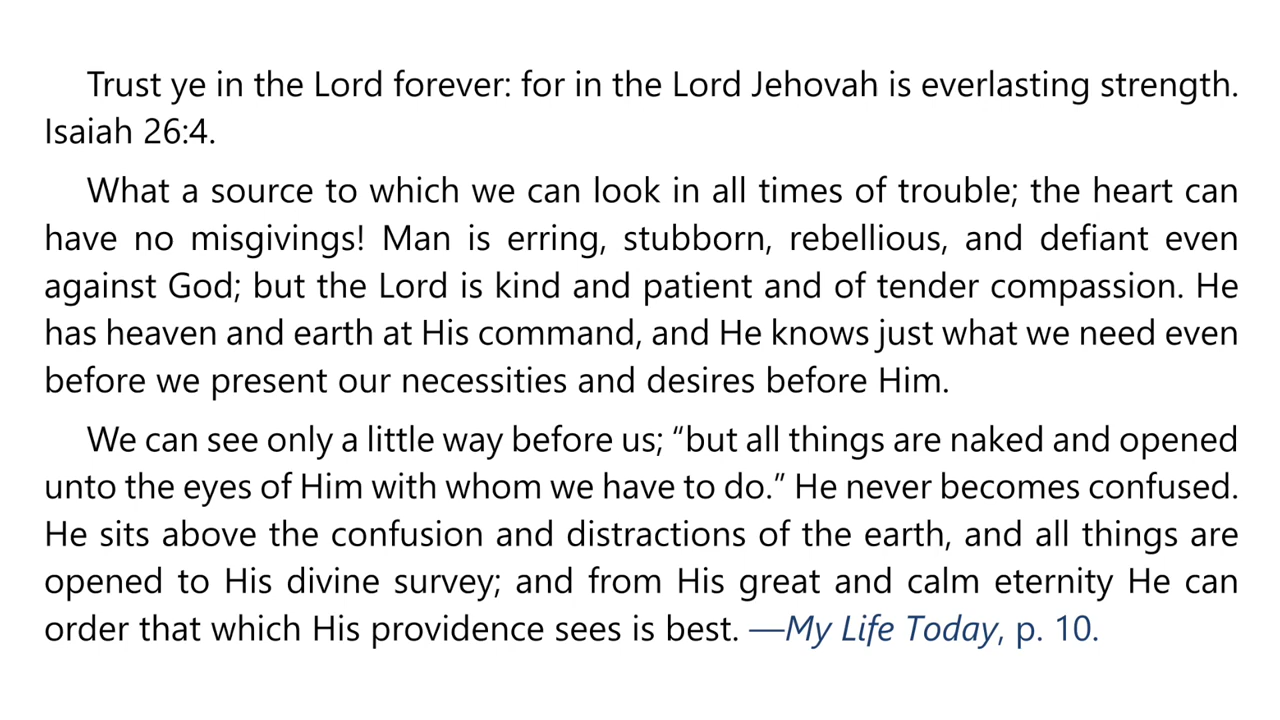 Trust ye in the Lord forever: for in the Lord Jehovah is everlasting strength.
Isaiah 26:4.
What a source to which we can look in all times of trouble; the heart can
have no misgivings! Man is erring, stubborn, rebellious, and defiant even
against God; but the Lord is kind and patient and of tender compassion. He
has heaven and earth at His command, and He knows just what we need even
before we present our necessities and desires before Him.
We can see only a little way before us; “but all things are naked and opened
unto the eyes of Him with whom we have to do.” He never becomes confused.
He sits above the confusion and distractions of the earth, and all things are
opened to His divine survey; and from His great and calm eternity He can
order that which His providence sees is best. —My Life Today, p. 10.